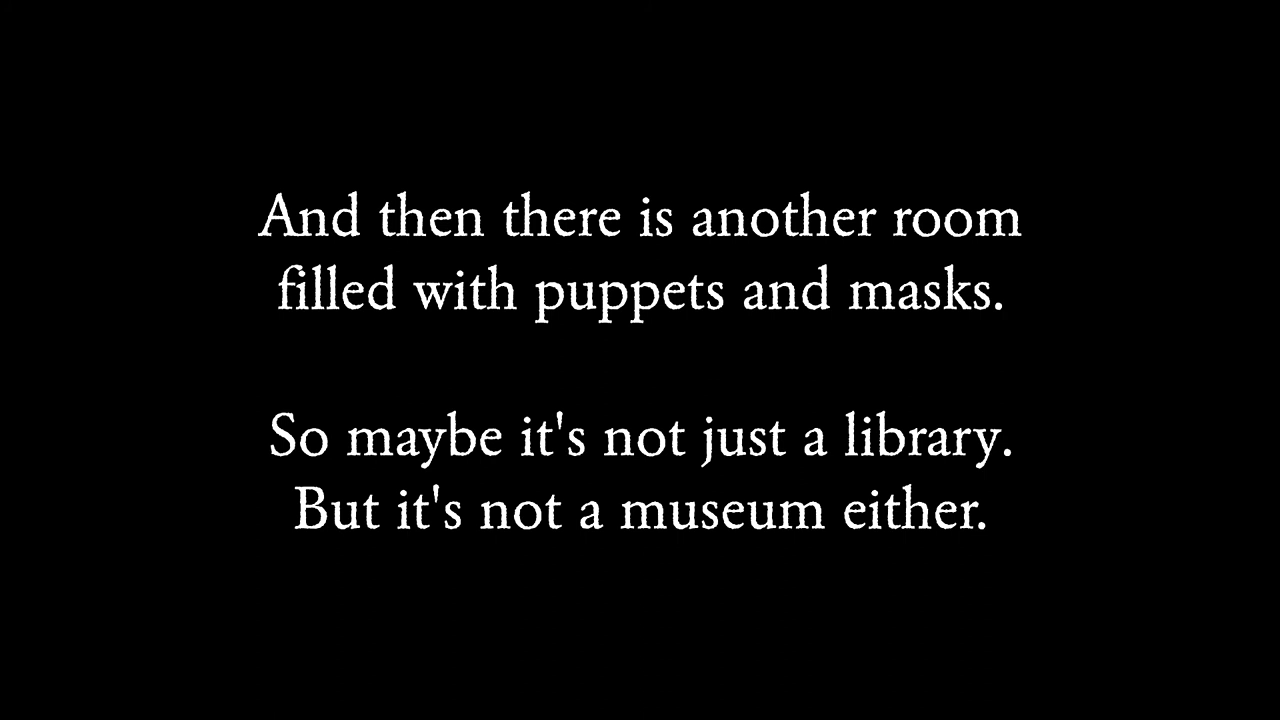 And then there is another room
filled with puppets and masks.
So maybe it's not just a library.
But it's not a museum either.